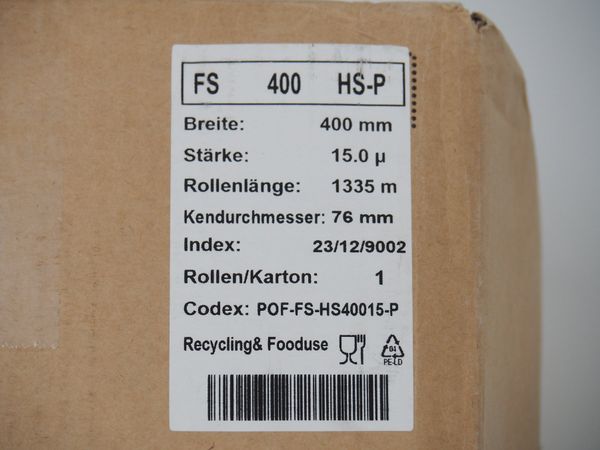 FS 400 HS-P
Breite: 400 mm
Stärke: 15.0 µ
Rollenlänge: 1335 m
Kendurchmesser: 76 mm
Index: 23/12/9002
Rollen/Karton: 1
Codex: POF-FS-HS40015-P
Recycling& Fooduse
04
PE-LD